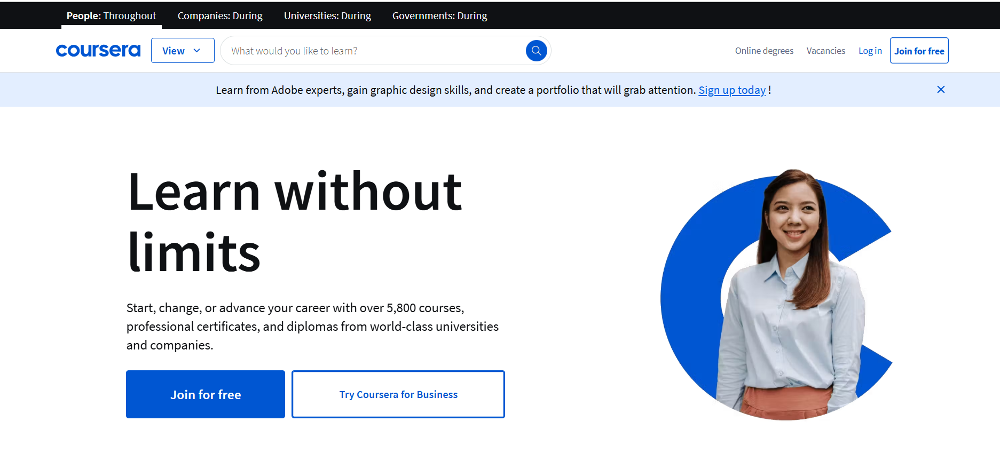 People: Throughout Companies: During Universities: During Governments: During
coursera View What would you like to learn? Online degrees Vacancies Log in Join for free
Learn from Adobe experts, gain graphic design skills, and create a portfolio that will grab attention. Sign up today !
Learn without
limits
Start, change, or advance your career with over 5,800 courses,
professional certificates, and diplomas from world-class universities
and companies.
Join for free Try Coursera for Business